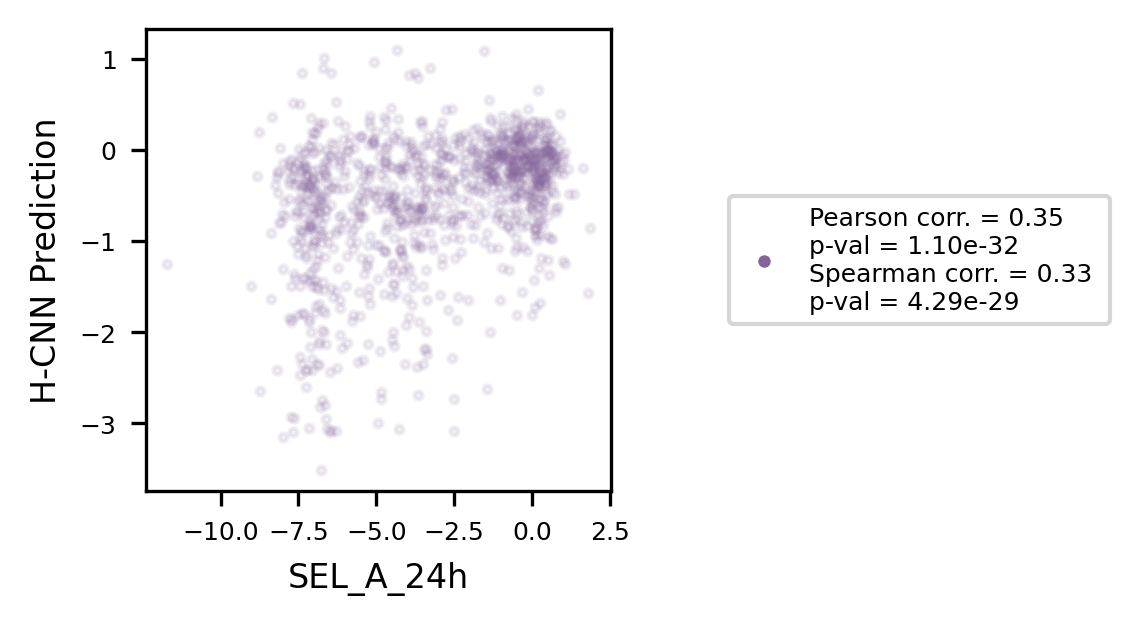 H-CNN Prediction
1
0
−1
−2
−3
−10.0 −7.5 −5.0 −2.5 0.0 2.5
SEL_A_24h
Pearson corr. = 0.35
p-val = 1.10e-32
Spearman corr. = 0.33
p-val = 4.29e-29